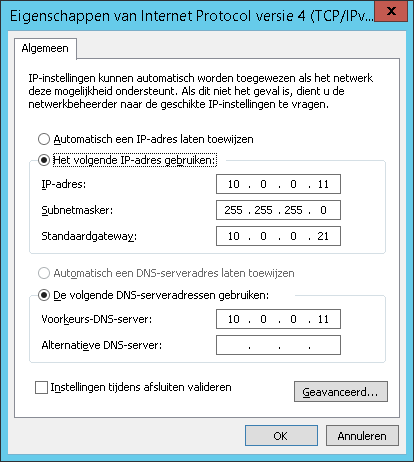 Eigenschappen van Internet Protocol versie 4 (TCP/IPv...
Algemeen
IP-instellingen kunnen automatisch worden toegewezen als het netwerk
deze mogelijkheid ondersteunt. Als dit niet het geval is, dient u de
netwerkbeheerder naar de geschikte IP-instellingen te vragen.
Automatisch een IP-adres laten toewijzen
Het volgende IP-adres gebruiken:
IP-adres: 10 . 0 . 0 . 11
Subnetmasker: 255 . 255 . 255 . 0
Standaardgateway: 10 . 0 . 0 . 21
Automatisch een DNS-serveradres laten toewijzen
De volgende DNS-serveradressen gebruiken:
Voorkeurs-DNS-server: 10 . 0 . 0 . 11
Alternatieve DNS-server: . . .
Instellingen tijdens afsluiten valideren
Geavanceerd...
OK Annuleren